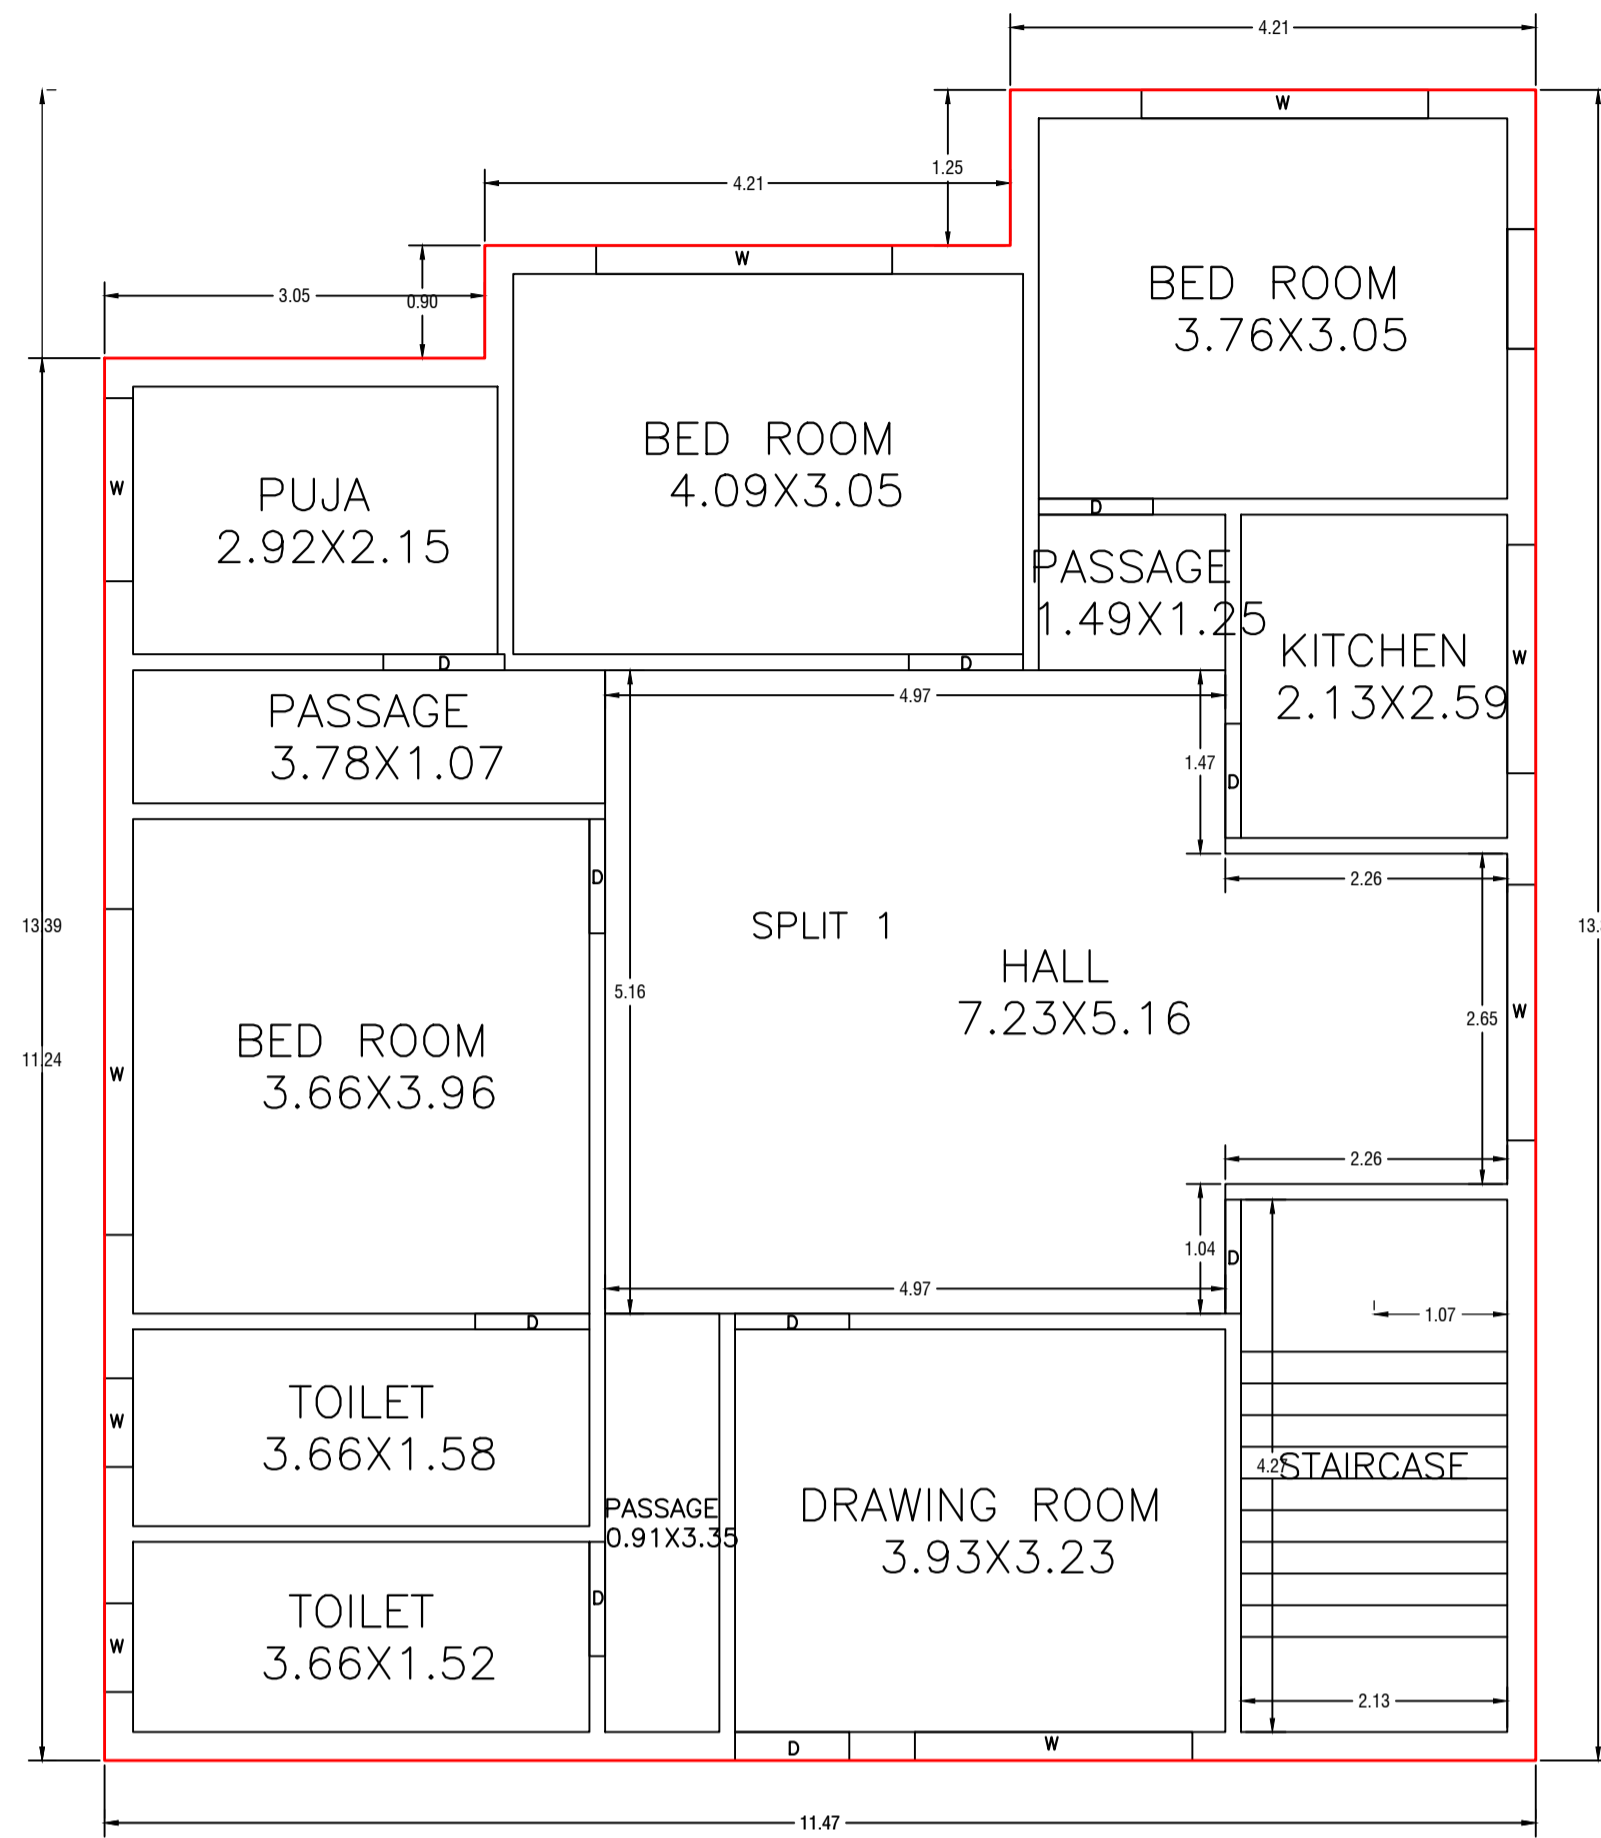 4.21
W
1.25
4.21
W
3.05
0.90
BED ROOM
3.76X3.05
BED ROOM
4.09X3.05
W
PUJA
2.92X2.15
D
PASSAGE
1.49X1.25
KITCHEN
2.13X2.59
W
D
D
4.97
PASSAGE
3.78X1.07
1.47
D
D
2.26
13.39
SPLIT 1
HALL
7.23X5.16
5.16
2.65
W
11.24
BED ROOM
3.66X3.96
W
2.26
1.04
D
4.97
1.07
D
D
TOILET
3.66X1.58
W
4.27
STAIRCASE
PASSAGE
0.91X3.35
DRAWING ROOM
3.93X3.23
D
TOILET
3.66X1.52
W
2.13
D
W
11.47